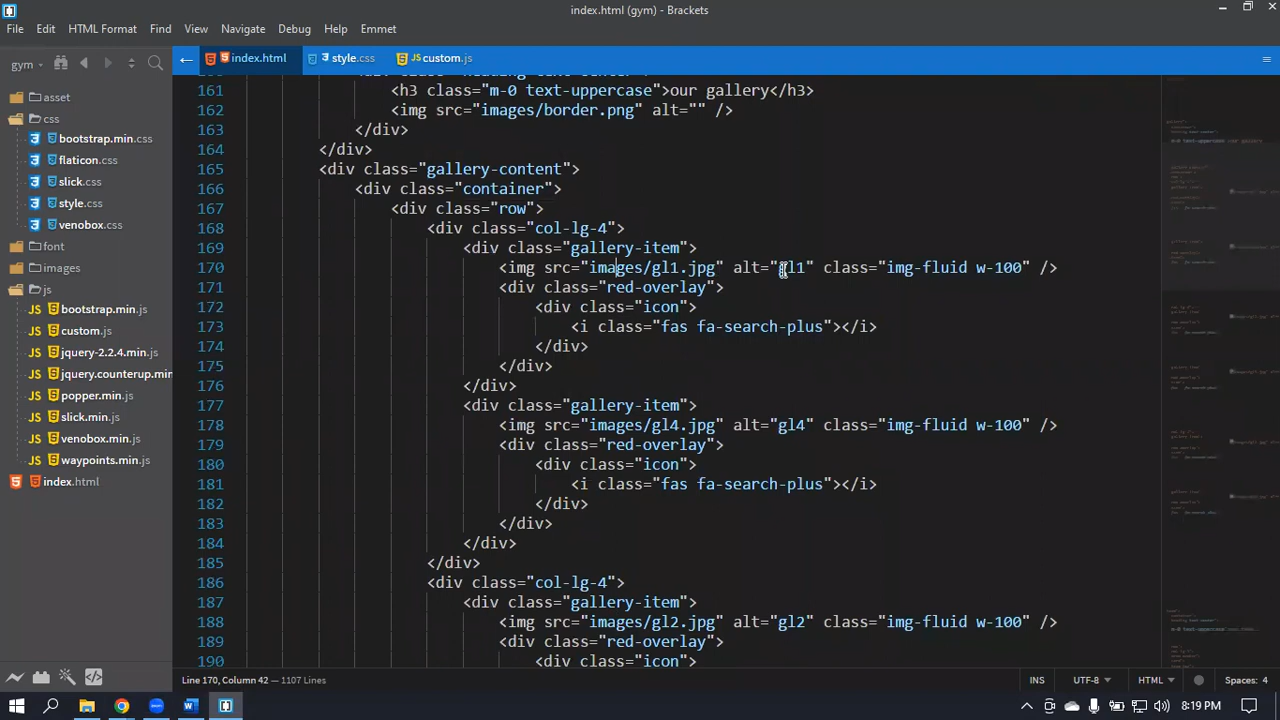 index.html (gym) - Brackets
File Edit HTML Format Find View Navigate Debug Help Emmet
gym
index.html style.css custom.js
asset
css
bootstrap.min.css
flaticon.css
slick.css
style.css
venobox.css
font
images
js
bootstrap.min.js
custom.js
jquery-2.2.4.min.js
jquery.counterup.min
popper.min.js
slick.min.js
venobox.min.js
waypoints.min.js
index.html
161 <h3 class="m-0 text-uppercase">our gallery</h3>
162 <img src="images/border.png" alt="" />
163 </div>
164 </div>
165 <div class="gallery-content">
166 <div class="container">
167 <div class="row">
168 <div class="col-lg-4">
169 <div class="gallery-item">
170 <img src="images/gl1.jpg" alt="gl1" class="img-fluid w-100" />
171 <div class="red-overlay">
172 <div class="icon">
173 <i class="fas fa-search-plus"></i>
174 </div>
175 </div>
176 </div>
177 <div class="gallery-item">
178 <img src="images/gl4.jpg" alt="gl4" class="img-fluid w-100" />
179 <div class="red-overlay">
180 <div class="icon">
181 <i class="fas fa-search-plus"></i>
182 </div>
183 </div>
184 </div>
185 </div>
186 <div class="col-lg-4">
187 <div class="gallery-item">
188 <img src="images/gl2.jpg" alt="gl2" class="img-fluid w-100" />
189 <div class="red-overlay">
190 <div class="icon">
Line 170, Column 42 — 1107 Lines
INS UTF-8 HTML Spaces: 4
8:19 PM